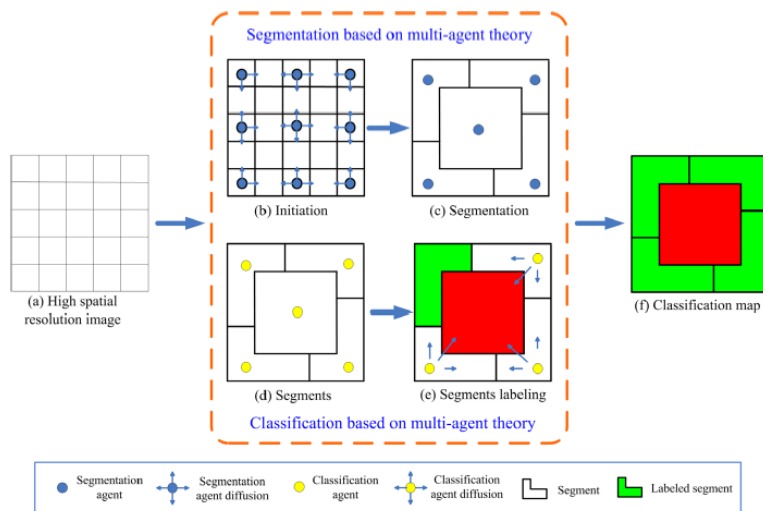 Segmentation based on multi-agent theory
(b) Initiation
(c) Segmentation
(a) High spatial
resolution image
(d) Segments
(e) Segments labeling
(f) Classification map
Classification based on multi-agent theory
Segmentation
agent
Segmentation
agent diffusion
Classification
agent
Classification
agent diffusion
Segment
Labeled segment